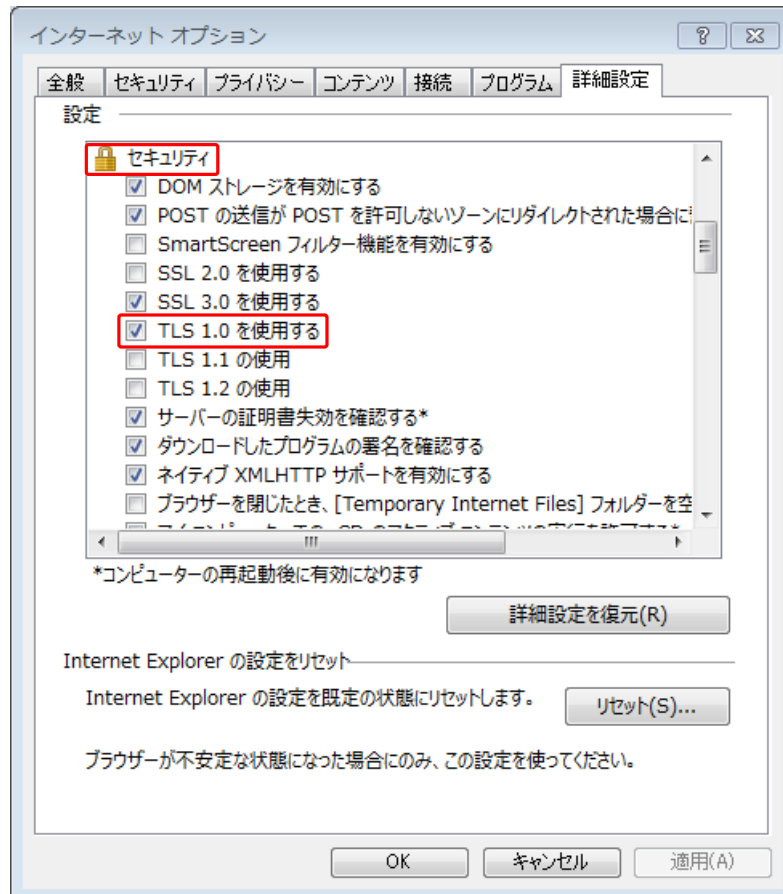 インターネット オプション
全般 セキュリティ プライバシー コンテンツ 接続 プログラム 詳細設定
設定
セキュリティ
DOM ストレージを有効にする
POST の送信が POST を許可しないゾーンにリダイレクトされた場合に
SmartScreen フィルター機能を有効にする
SSL 2.0 を使用する
SSL 3.0 を使用する
TLS 1.0 を使用する
TLS 1.1 の使用
TLS 1.2 の使用
サーバーの証明書失効を確認する*
ダウンロードしたプログラムの署名を確認する
ネイティブ XMLHTTP サポートを有効にする
ブラウザーを閉じたとき、[Temporary Internet Files] フォルダーを空
*コンピューターの再起動後に有効になります
詳細設定を復元(R)
Internet Explorer の設定をリセット
Internet Explorer の設定を既定の状態にリセットします。
リセット(S)...
ブラウザーが不安定な状態になった場合にのみ、この設定を使ってください。
OK キャンセル 適用(A)